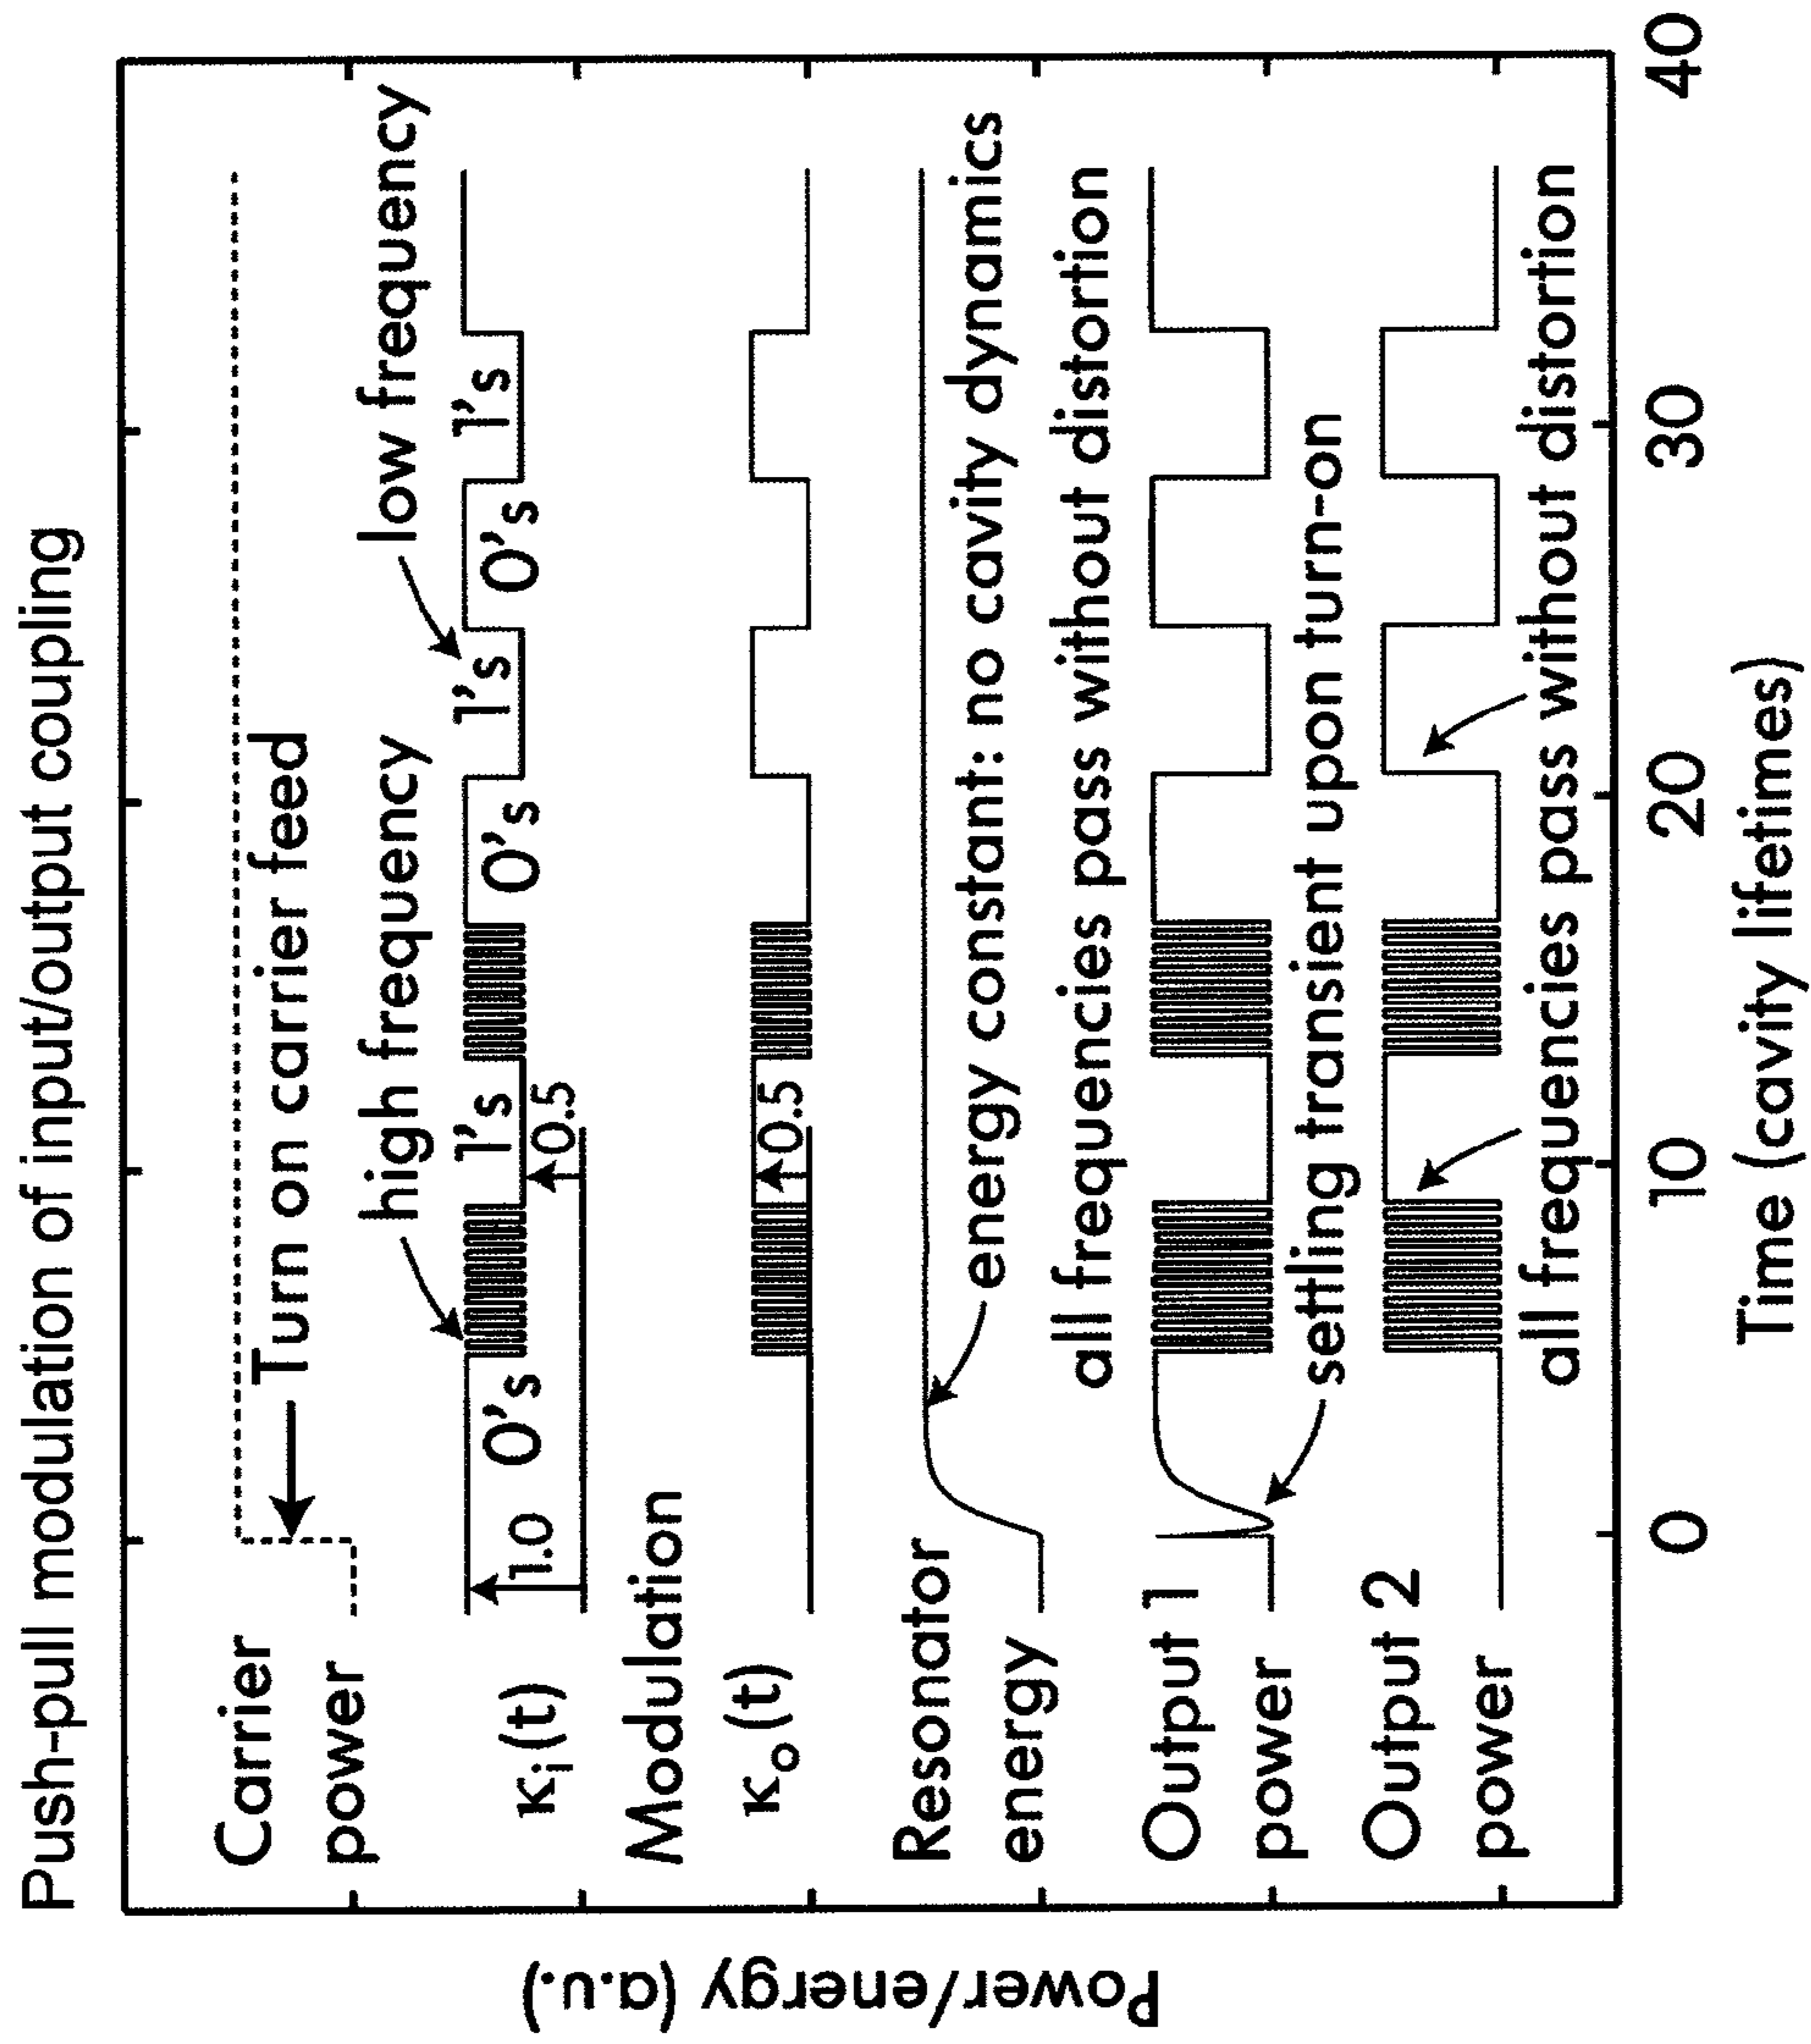 Push-pull modulation of input/output coupling
Carrier
power
Turn on carrier feed
high frequency
low frequency
κi(t)
1.0
0's
1's
0.5
0's
1's
0's
1's
Modulation
κo(t)
0.5
Resonator
energy
energy constant: no cavity dynamics
all frequencies pass without distortion
Output 1
power
settling transient upon turn-on
Output 2
power
all frequencies pass without distortion
0
10
20
30
40
Time (cavity lifetimes)
Power/energy (a.u.)